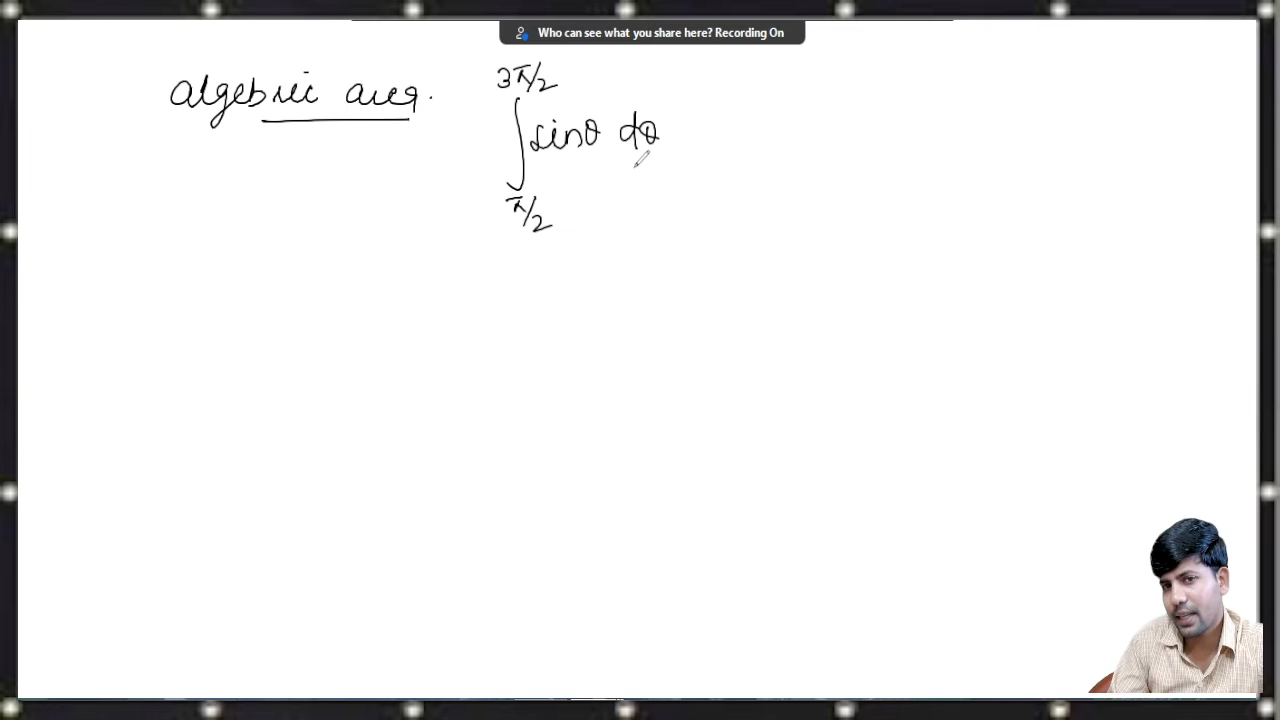 Who can see what you share here? Recording On
algebric area.
3π/2
∫ sinθ dθ
π/2